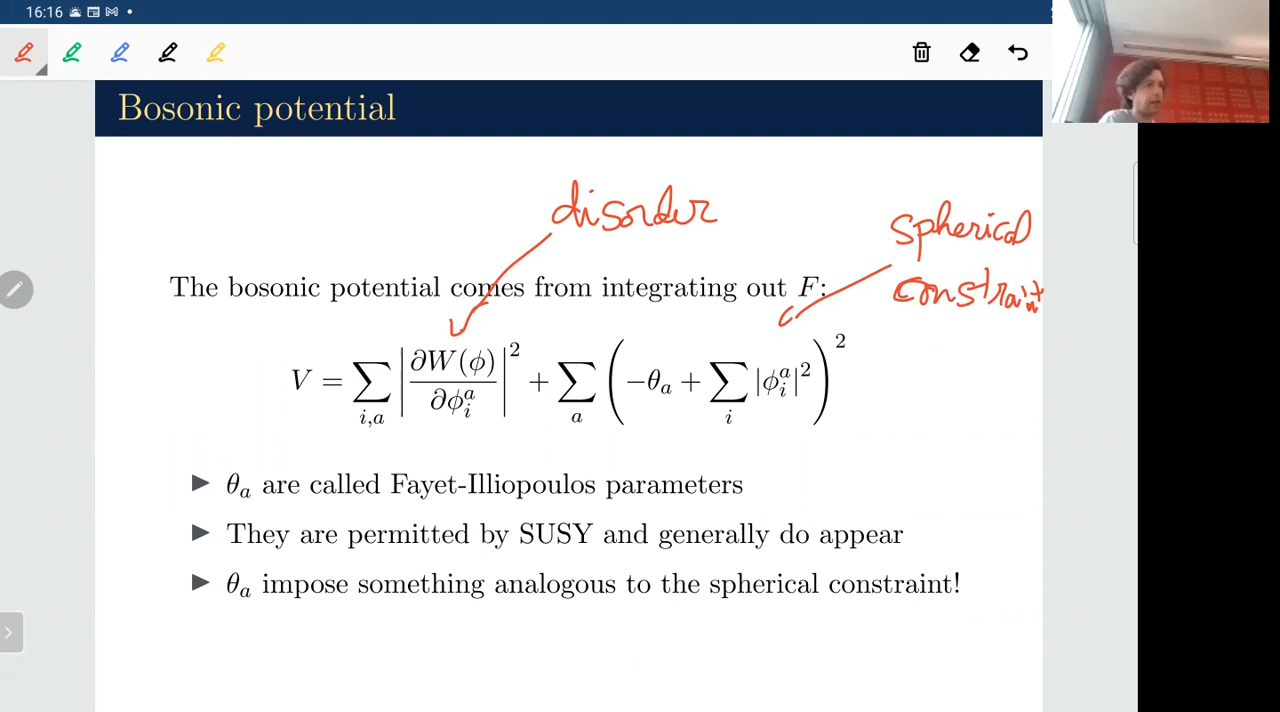 16:16
Bosonic potential
disorder
spherical
constraint
The bosonic potential comes from integrating out F:
V = ∑_{i,a} |∂W(φ)/∂φ_i^a|^2 + ∑_a (−θ_a + ∑_i |φ_i^a|^2)^2
▶ θ_a are called Fayet-Illiopoulos parameters
▶ They are permitted by SUSY and generally do appear
▶ θ_a impose something analogous to the spherical constraint!